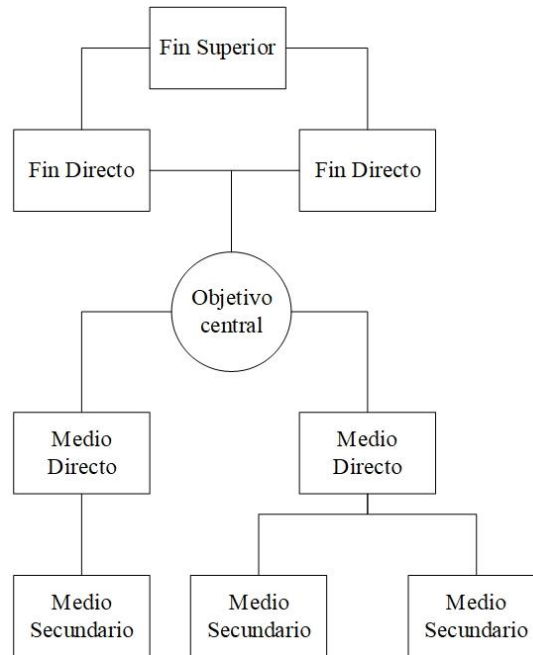 Fin Superior
Fin Directo
Fin Directo
Objetivo
central
Medio
Directo
Medio
Directo
Medio
Secundario
Medio
Secundario
Medio
Secundario